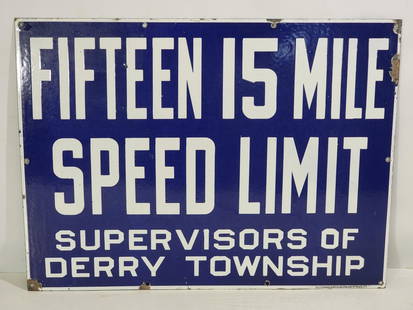 FIFTEEN 15 MILE
SPEED LIMIT
SUPERVISORS OF
DERRY TOWNSHIP